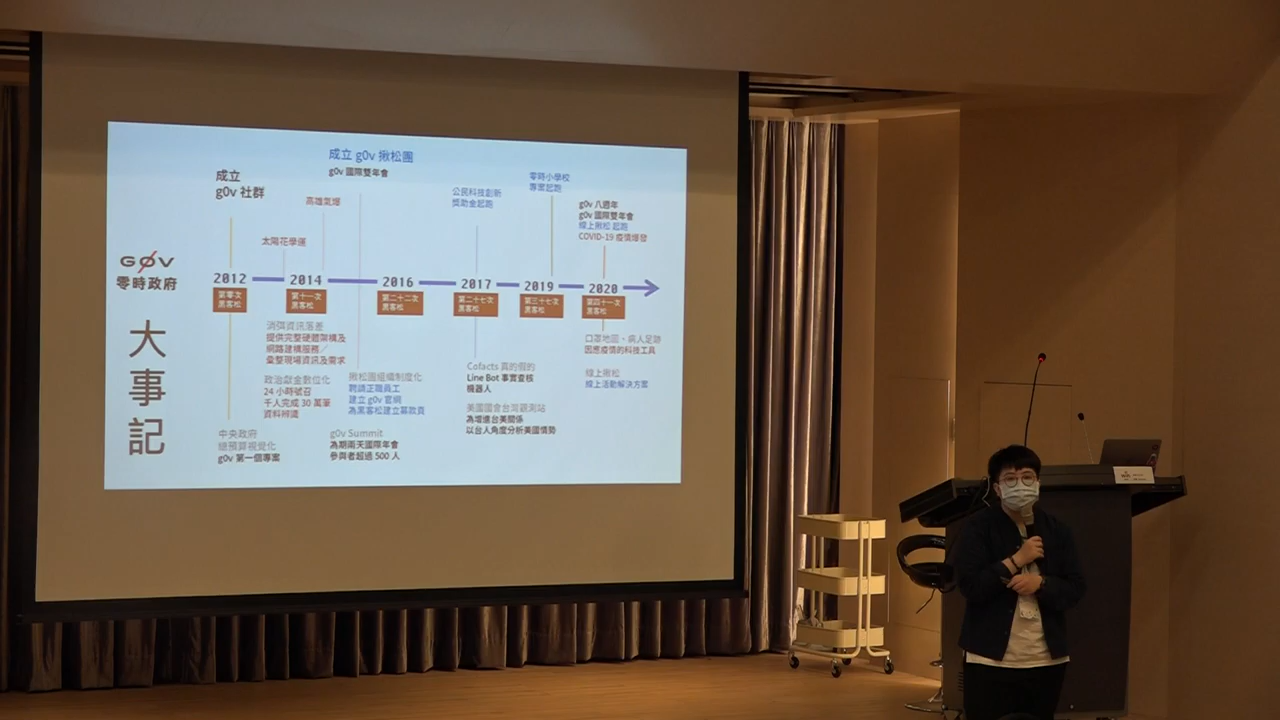 成立 g0v 揪松團
g0v 國際雙年會
成立
g0v 社群
高雄氣爆
太陽花學運
公民科技創新
獎助金起跑
零時小學校
專案起跑
g0v 八週年
g0v 國際雙年會
線上揪松 起跑
COVID-19 疫情爆發
G0V
零時政府
大事記
2012
2014
2016
2017
2019
2020
第零次
黑客松
第十一次
黑客松
第二十二次
黑客松
第二十七次
黑客松
第三十七次
黑客松
第四十一次
黑客松
消弭資訊落差
提供完整硬體架構及
網路建構服務／
彙整現場資訊及需求
政治獻金數位化
24 小時號召
千人完成 30 萬筆
資料辨識
中央政府
總預算視覺化
g0v 第一個專案
揪松團組織制度化
聘請正職員工
建立 g0v 官網
為黑客松建立募款頁
g0v Summit
為期兩天國際年會
參與者超過 500 人
Cofacts 真的假的
Line Bot 事實查核
機器人
美國國會台灣觀測站
為增進台美關係
以台人角度分析美國情勢
口罩地圖、病人足跡
因應疫情的科技工具
線上揪松
線上活動解決方案